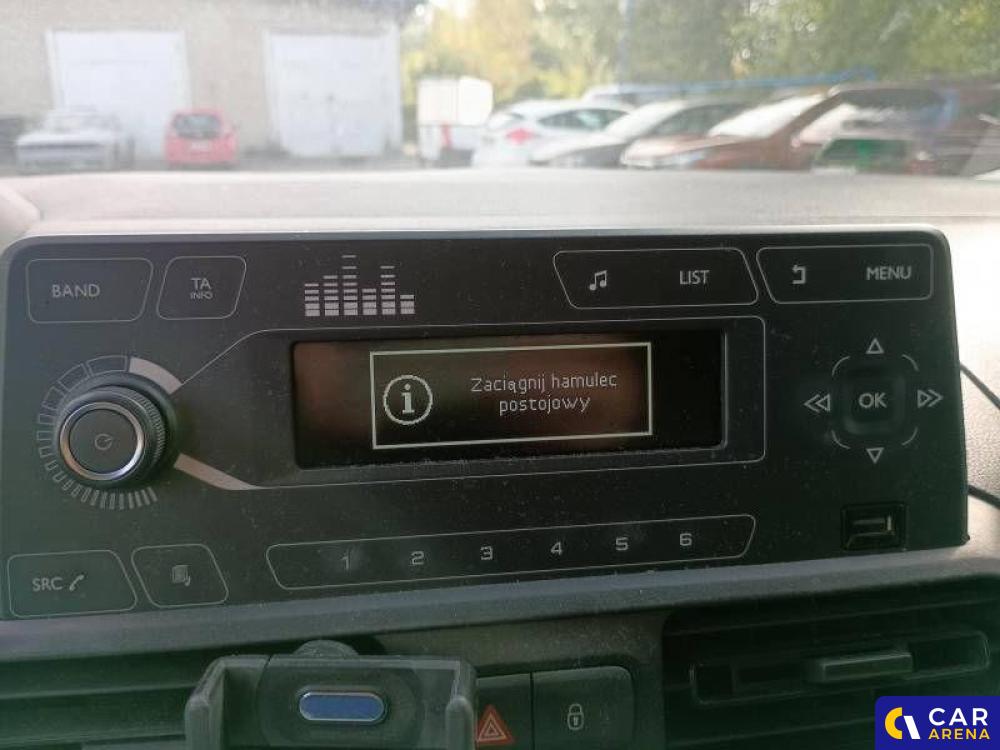 BAND
TA
INFO
LIST
MENU
i
Zaciągnij hamulec
postojowy
OK
SRC
1 2 3 4 5 6
CAR
ARENA